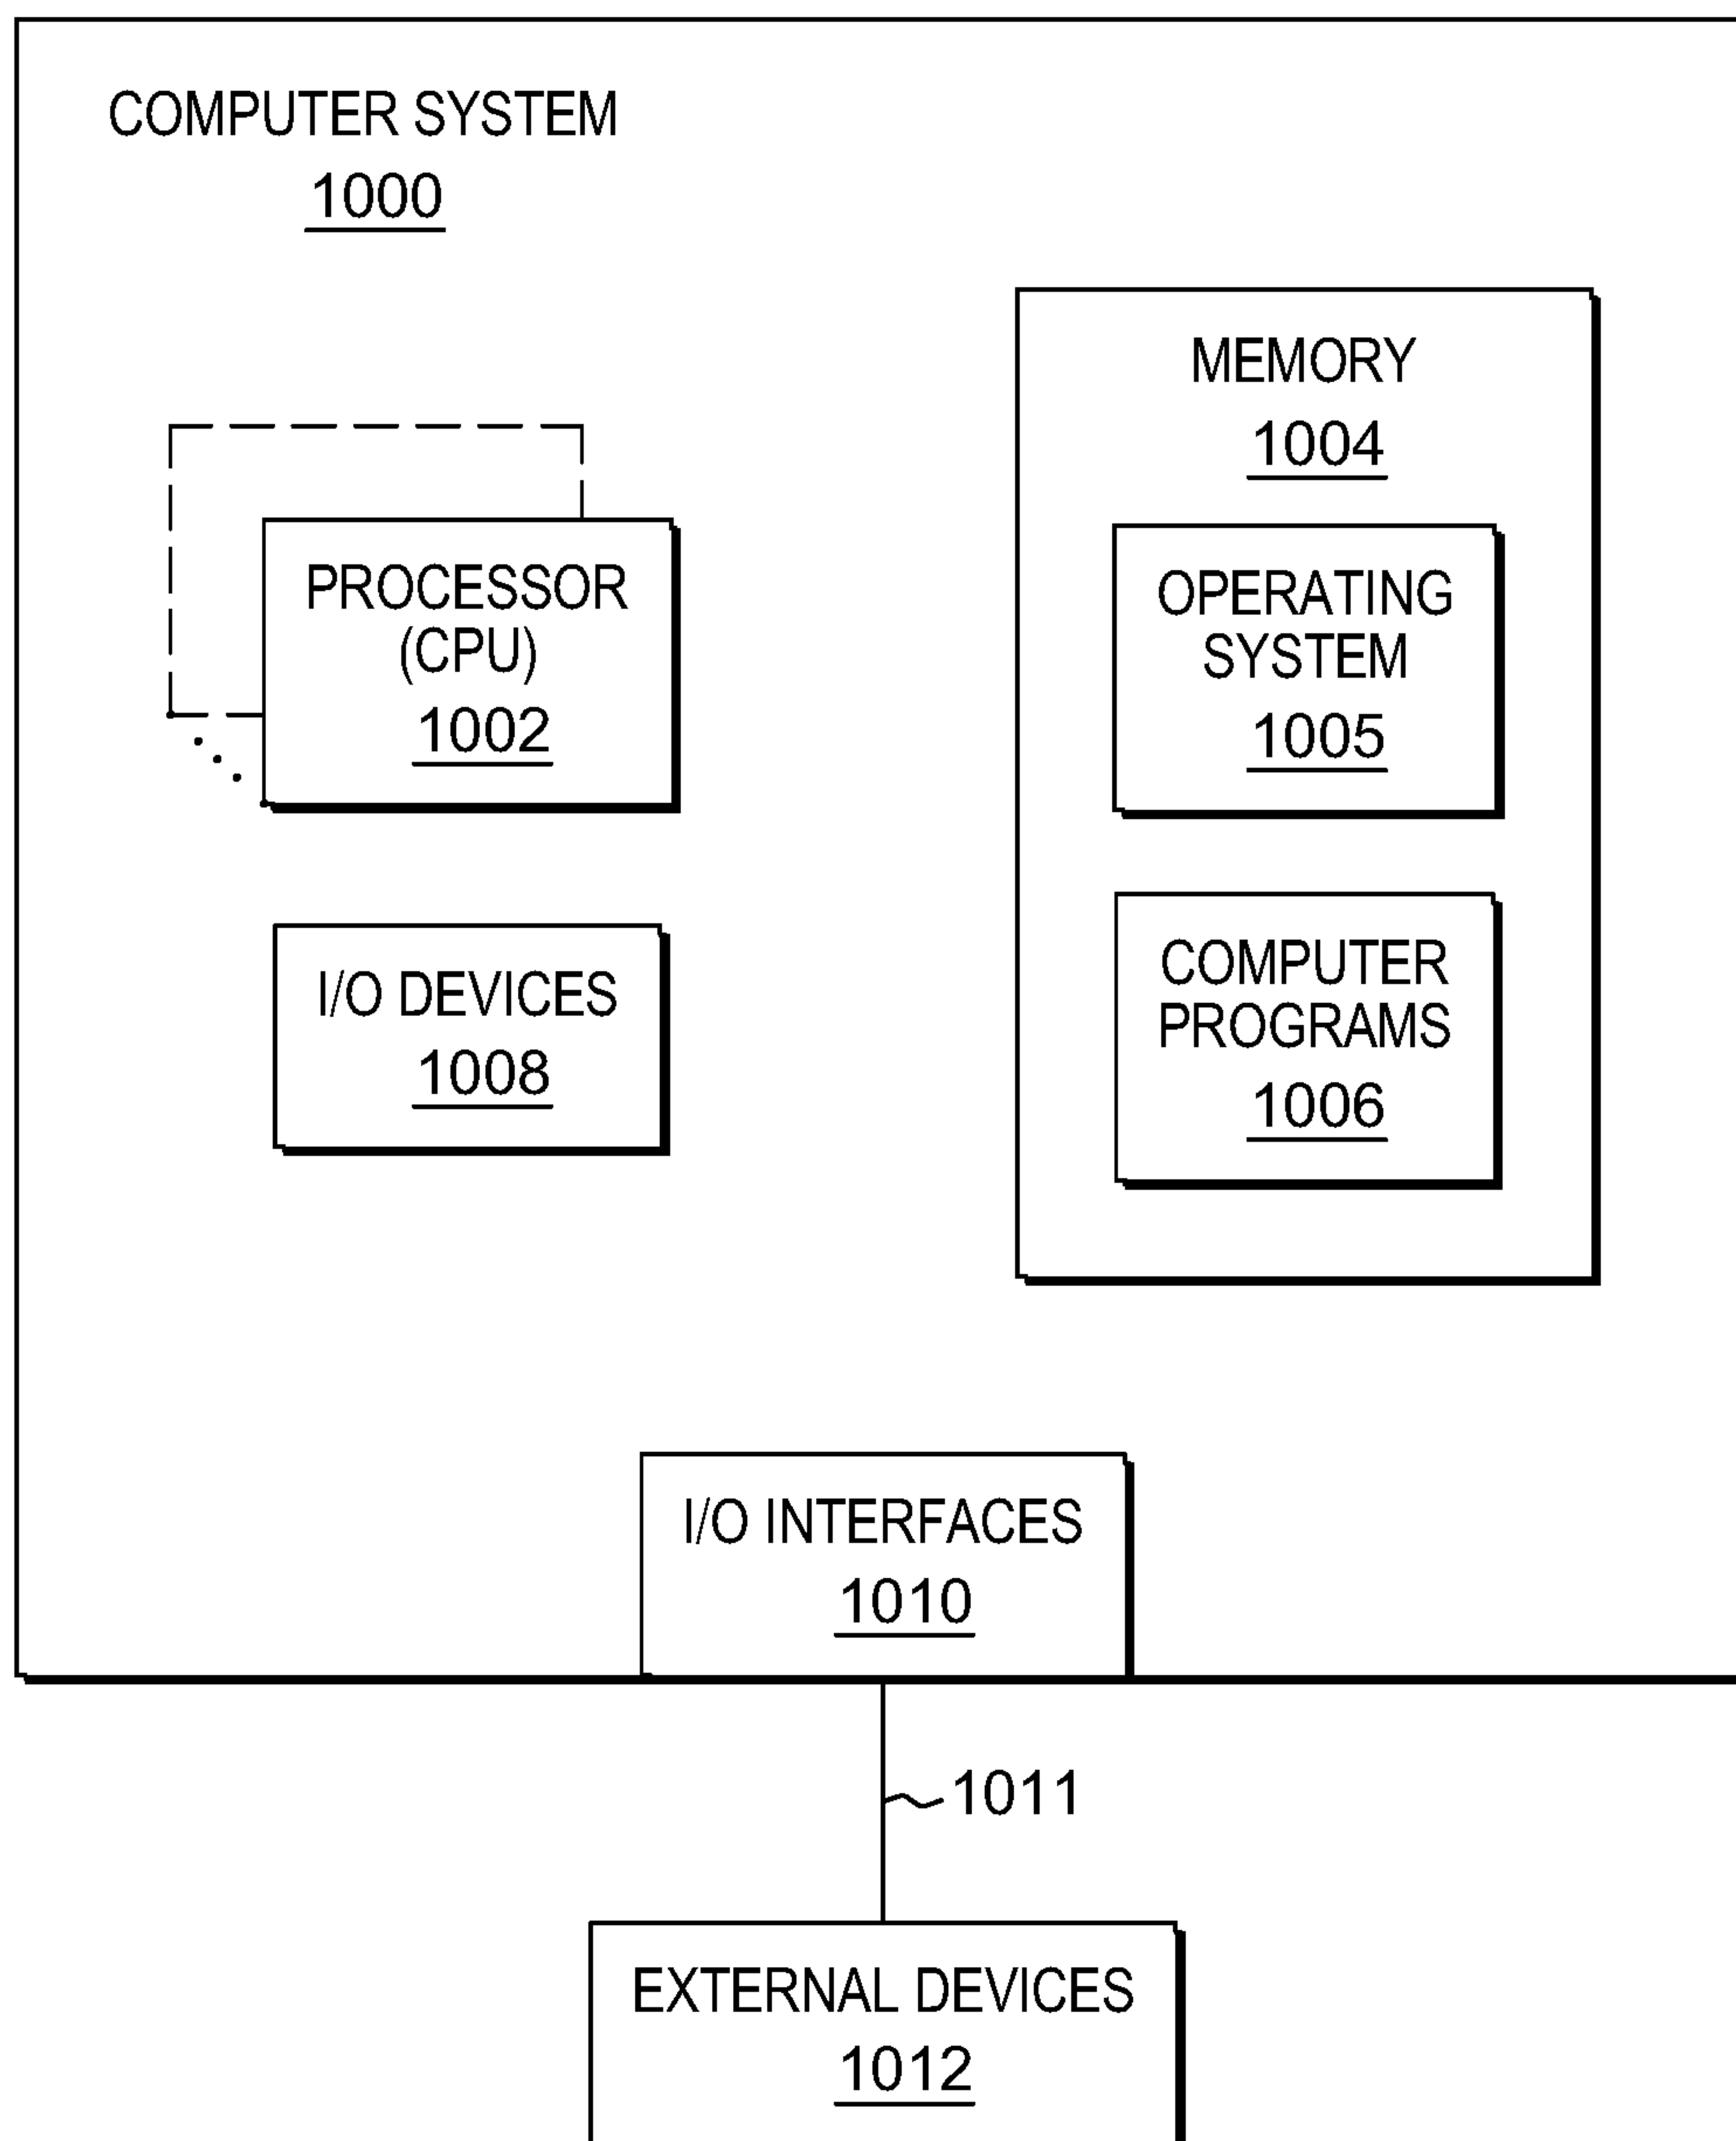 COMPUTER SYSTEM
1000
MEMORY
1004
PROCESSOR
(CPU)
1002
OPERATING
SYSTEM
1005
I/O DEVICES
1008
COMPUTER
PROGRAMS
1006
I/O INTERFACES
1010
1011
EXTERNAL DEVICES
1012